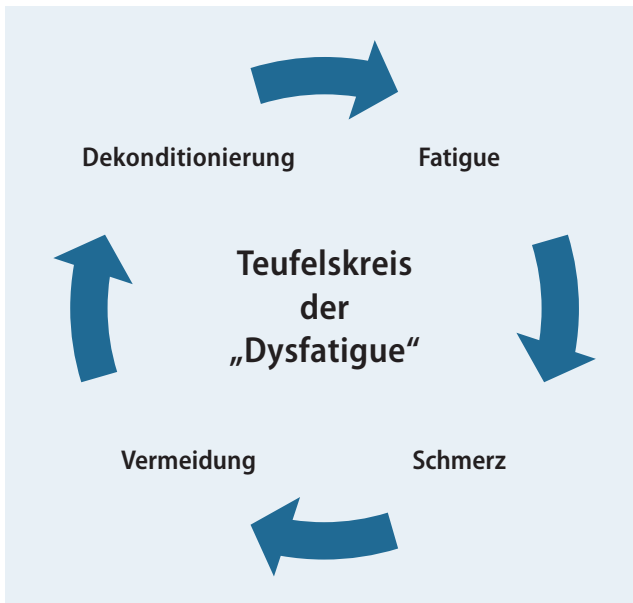 Dekonditionierung
Fatigue
Teufelskreis
der
„Dysfatigue“
Vermeidung
Schmerz